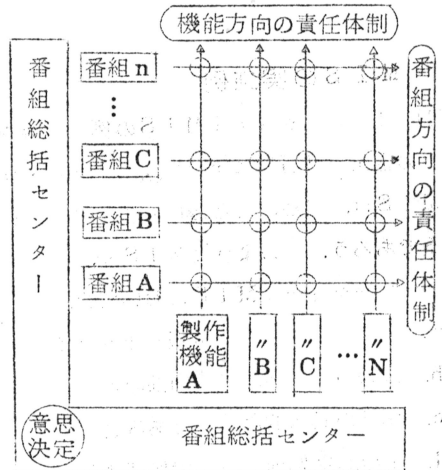 機能方向の責任体制
番組総括センター
番組n
⋮
番組C
番組B
番組A
番組方向の責任体制
製作
機能
A
〃
B
〃
C
…
〃
N
意思
決定
番組総括センター